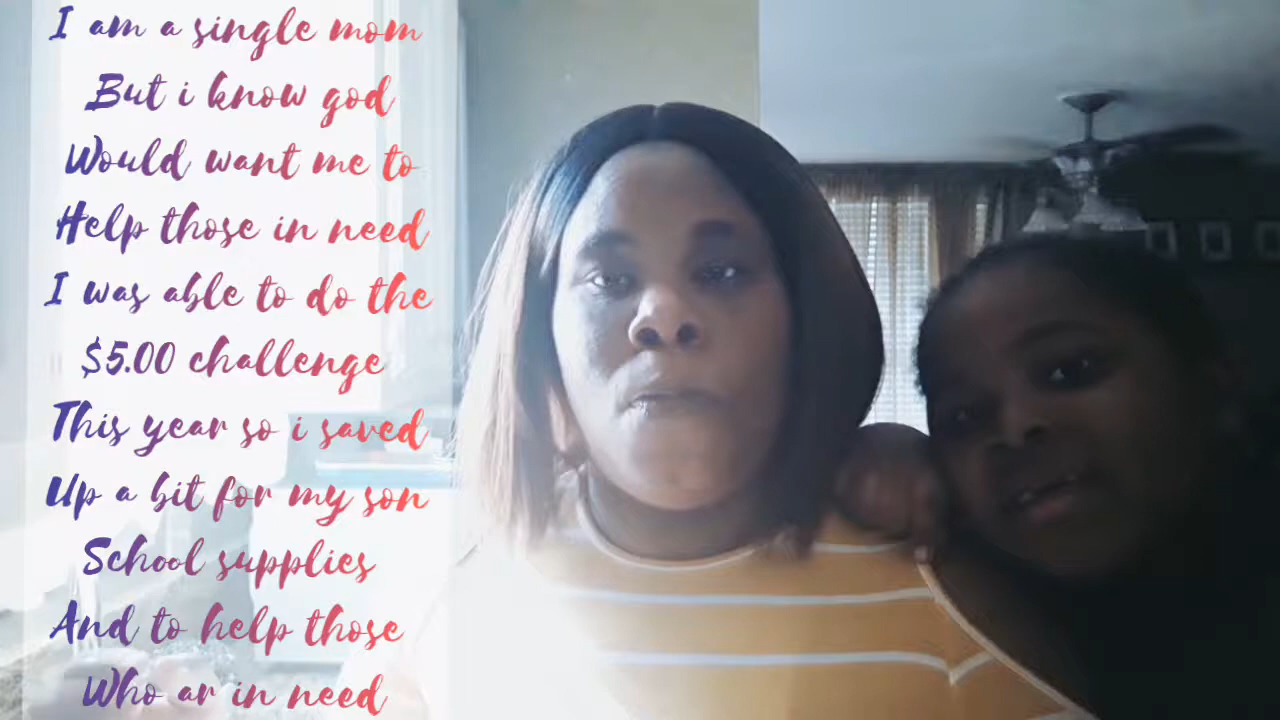 I am a single mom
But i know god
Would want me to
Help those in need
I was able to do the
$5.00 challenge
This year so i saved
Up a bit for my son
School supplies
And to help those
Who ar in need